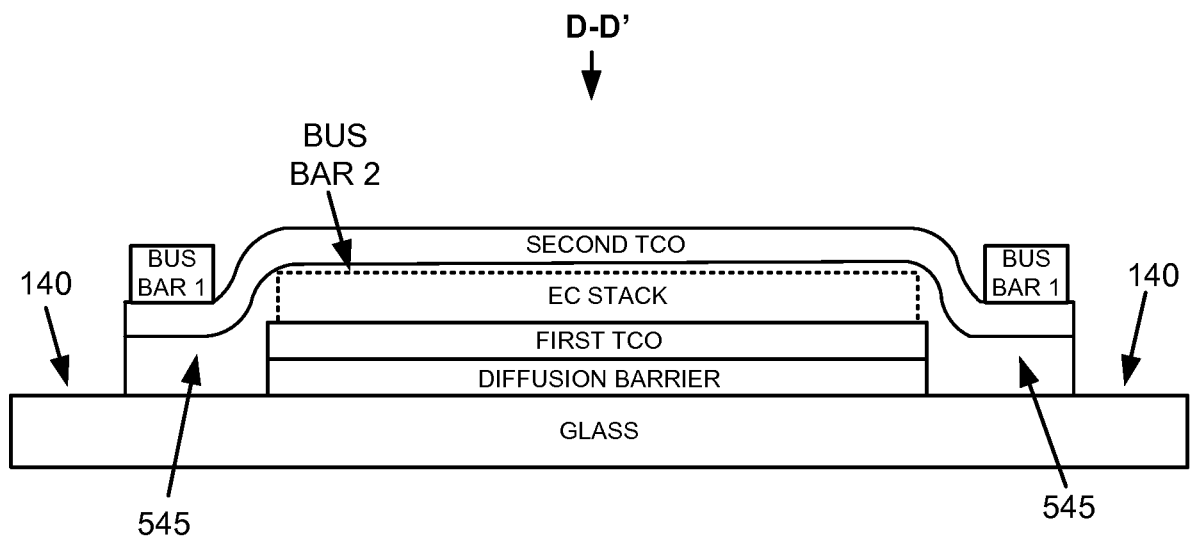 D-D’
BUS
BAR 2
SECOND TCO
BUS
BAR 1
BUS
BAR 1
140
140
EC STACK
FIRST TCO
DIFFUSION BARRIER
GLASS
545
545